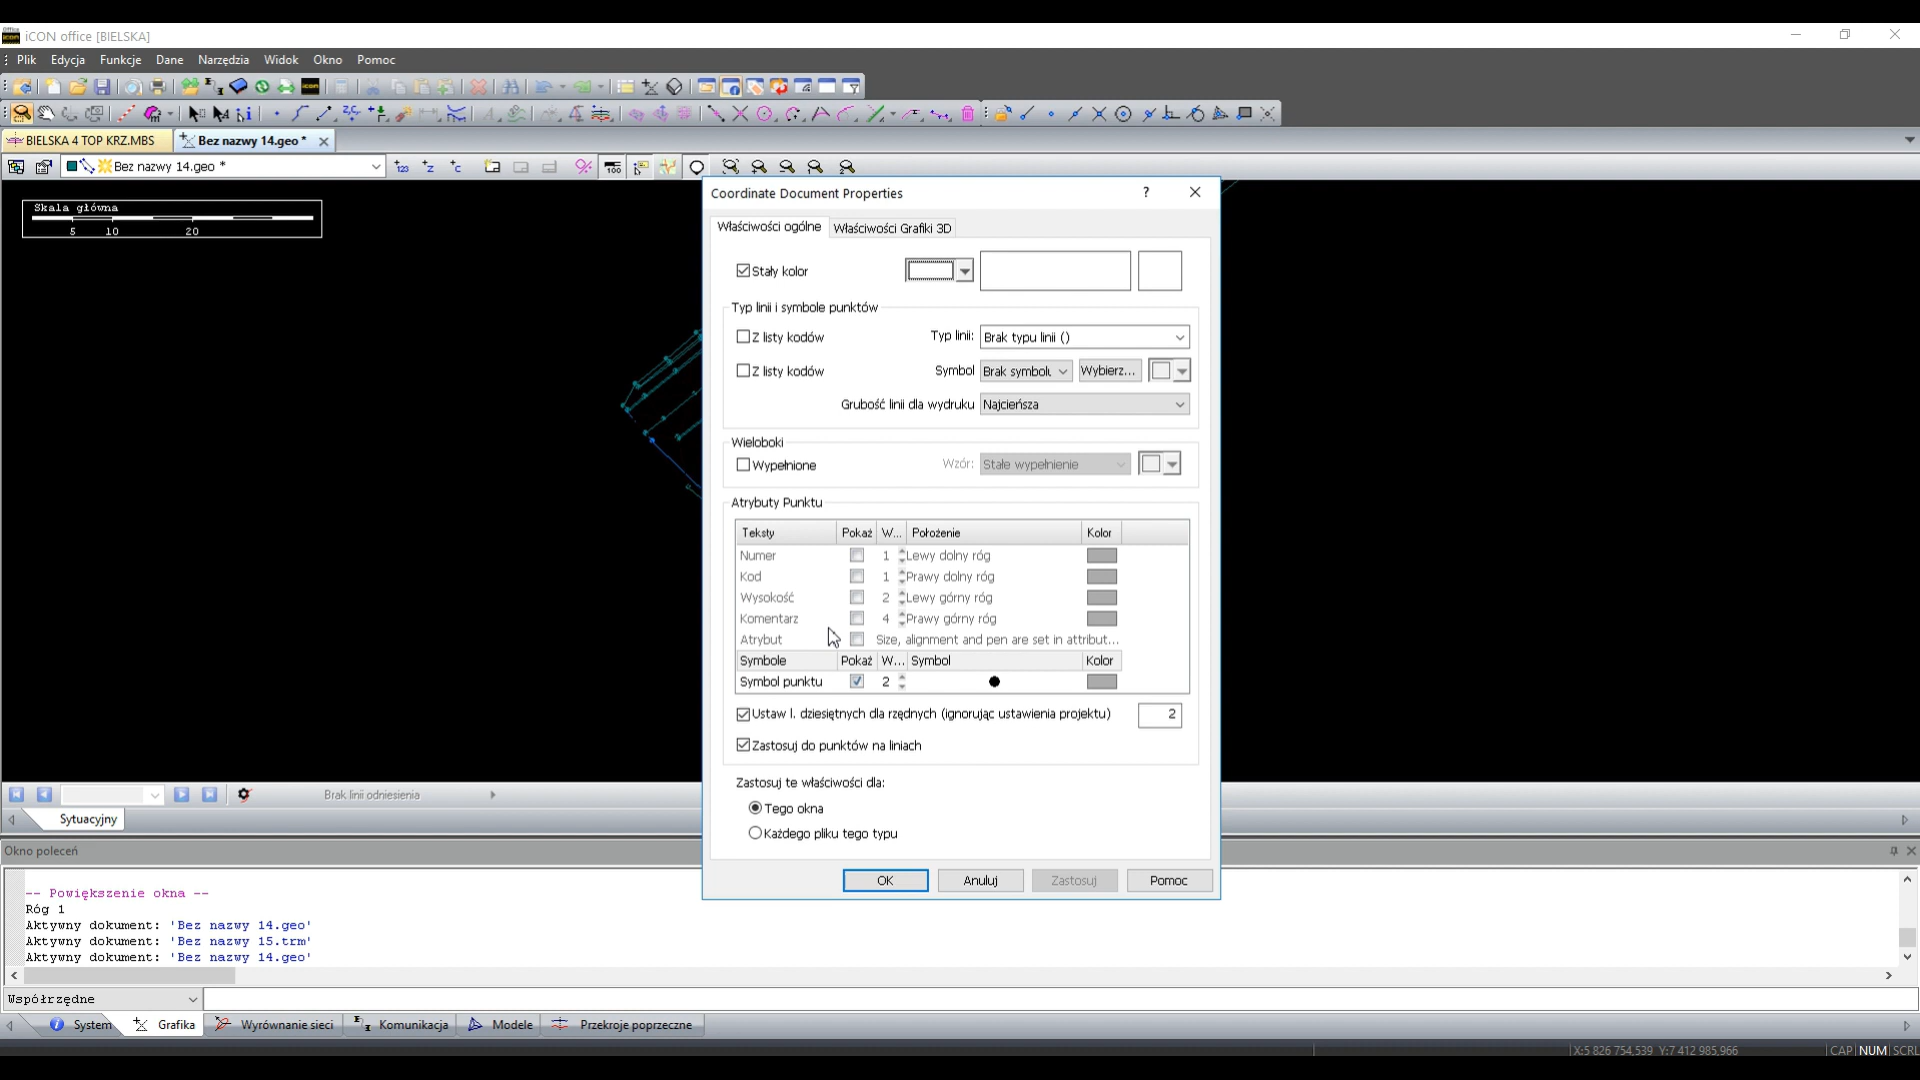 iCON office [BIELSKA]
Plik Edycja Funkcje Dane Narzędzia Widok Okno Pomoc
BIELSKA 4 TOP KRZ.MBS Bez nazwy 14.geo *
Bez nazwy 14.geo *
Skala główna
5 10 20
Coordinate Document Properties
Właściwości ogólne Właściwości Grafiki 3D
Stały kolor
Typ linii i symbole punktów
Z listy kodów Typ linii: Brak typu linii ()
Z listy kodów Symbol Brak symbolu Wybierz...
Grubość linii dla wydruku Najcieńsza
Wieloboki
Wypełnione Wzór: Stałe wypełnienie
Atrybuty Punktu
Teksty Pokaż W... Położenie Kolor
Numer 1 Lewy dolny róg
Kod 1 Prawy dolny róg
Wysokość 2 Lewy górny róg
Komentarz 4 Prawy górny róg
Atrybut Size, alignment and pen are set in attribut...
Symbole Pokaż W... Symbol Kolor
Symbol punktu 2
Ustaw l. dziesiętnych dla rzędnych (ignorując ustawienia projektu) 2
Zastosuj do punktów na liniach
Zastosuj te właściwości dla:
Tego okna
Każdego pliku tego typu
OK Anuluj Zastosuj Pomoc
Brak linii odniesienia
Sytuacyjny
Okno poleceń
-- Powiększenie okna --
Róg 1
Aktywny dokument: 'Bez nazwy 14.geo'
Aktywny dokument: 'Bez nazwy 15.trm'
Aktywny dokument: 'Bez nazwy 14.geo'
Współrzędne
System Grafika Wyrównanie sieci Komunikacja Modele Przekroje poprzeczne
X:5 826 754,539 Y:7 412 985,966 CAP NUM SCRL